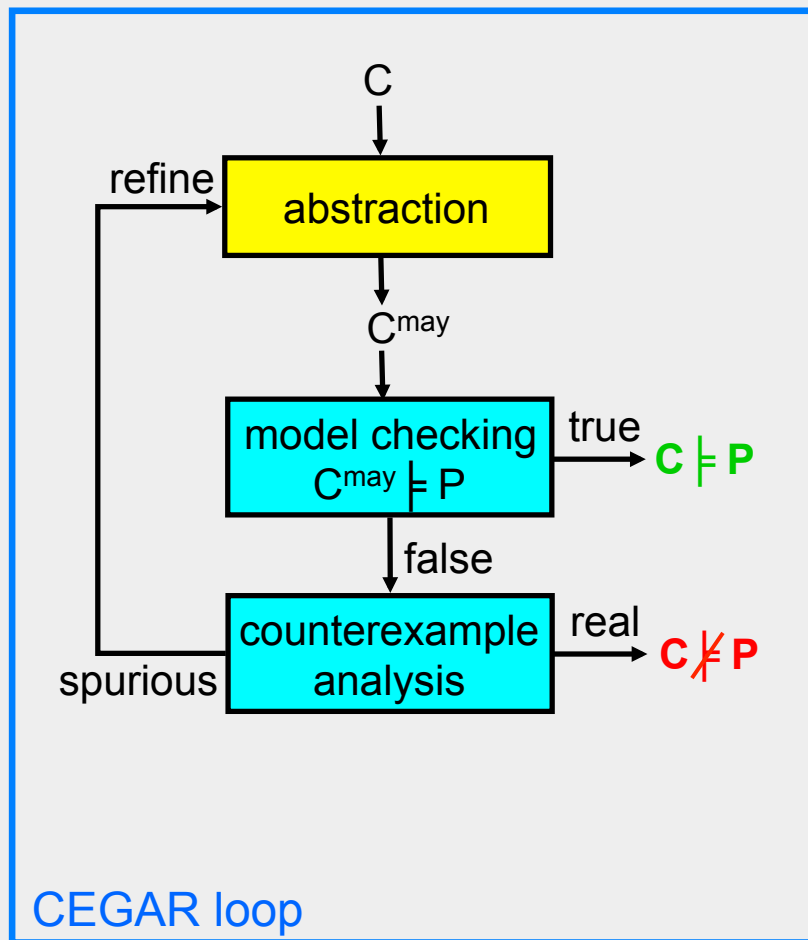 C
refine
abstraction
Cᵐᵃʸ
model checking
true
Cᵐᵃʸ ⊨ P
C ⊨ P
false
counterexample
real
analysis
C ⊭ P
spurious
CEGAR loop